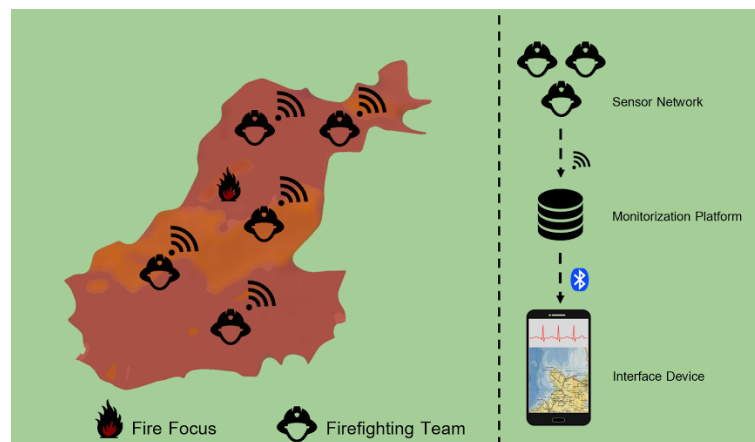 Sensor Network
Monitorization Platform
Interface Device
Fire Focus
Firefighting Team